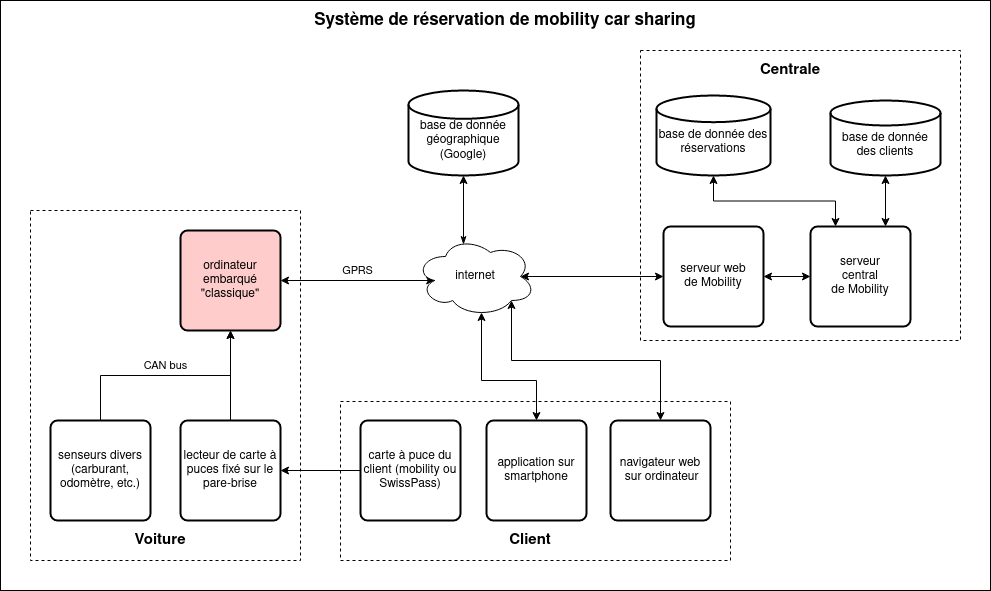 Système de réservation de mobility car sharing
Centrale
base de donnée
géographique
(Google)
base de donnée des
réservations
base de donnée
des clients
ordinateur
embarqué
"classique"
GPRS
internet
serveur web
de Mobility
serveur
central
de Mobility
CAN bus
senseurs divers
(carburant,
odomètre, etc.)
lecteur de carte à
puces fixé sur le
pare-brise
carte à puce du
client (mobility ou
SwissPass)
application sur
smartphone
navigateur web
sur ordinateur
Voiture
Client